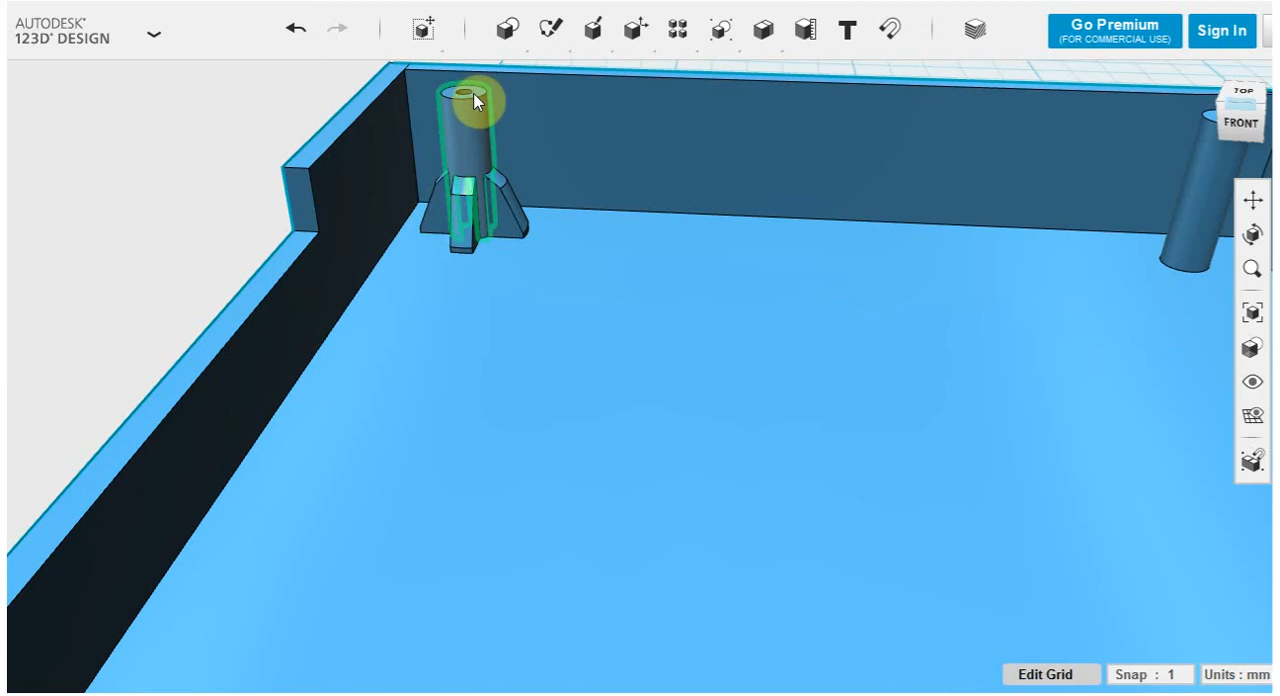 AUTODESK®
123D® DESIGN
Go Premium
(FOR COMMERCIAL USE)
Sign In
TOP
FRONT
Edit Grid
Snap : 1
Units : mm